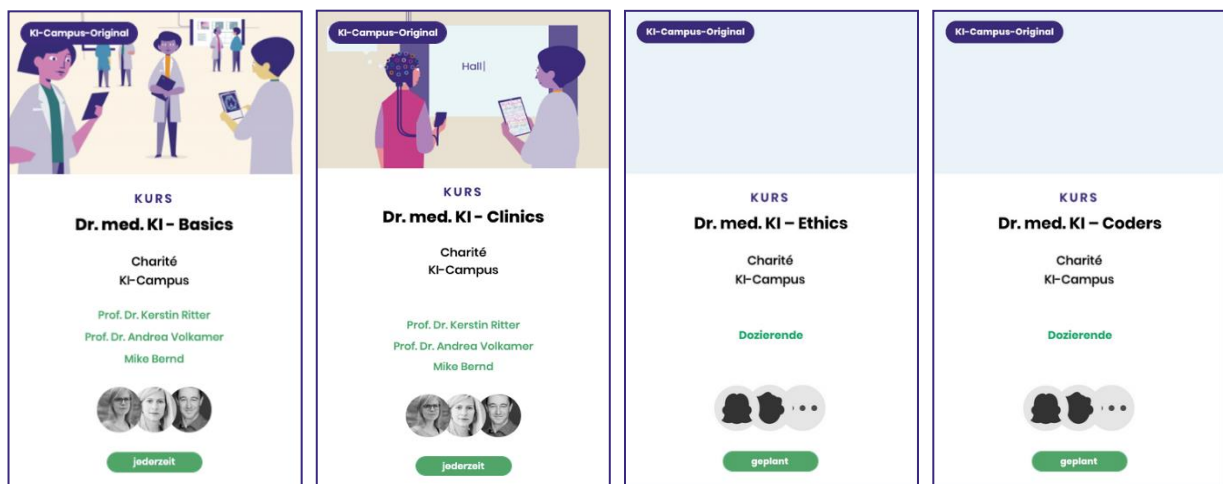 KI-Campus-Original
KURS
Dr. med. KI - Basics
Charité
KI-Campus
Prof. Dr. Kerstin Ritter
Prof. Dr. Andrea Volkamer
Mike Bernd
jederzeit
KI-Campus-Original
Hall
KURS
Dr. med. KI - Clinics
Charité
KI-Campus
Prof. Dr. Kerstin Ritter
Prof. Dr. Andrea Volkamer
Mike Bernd
jederzeit
KI-Campus-Original
KURS
Dr. med. KI – Ethics
Charité
KI-Campus
Dozierende
geplant
KI-Campus-Original
KURS
Dr. med. KI – Coders
Charité
KI-Campus
Dozierende
geplant